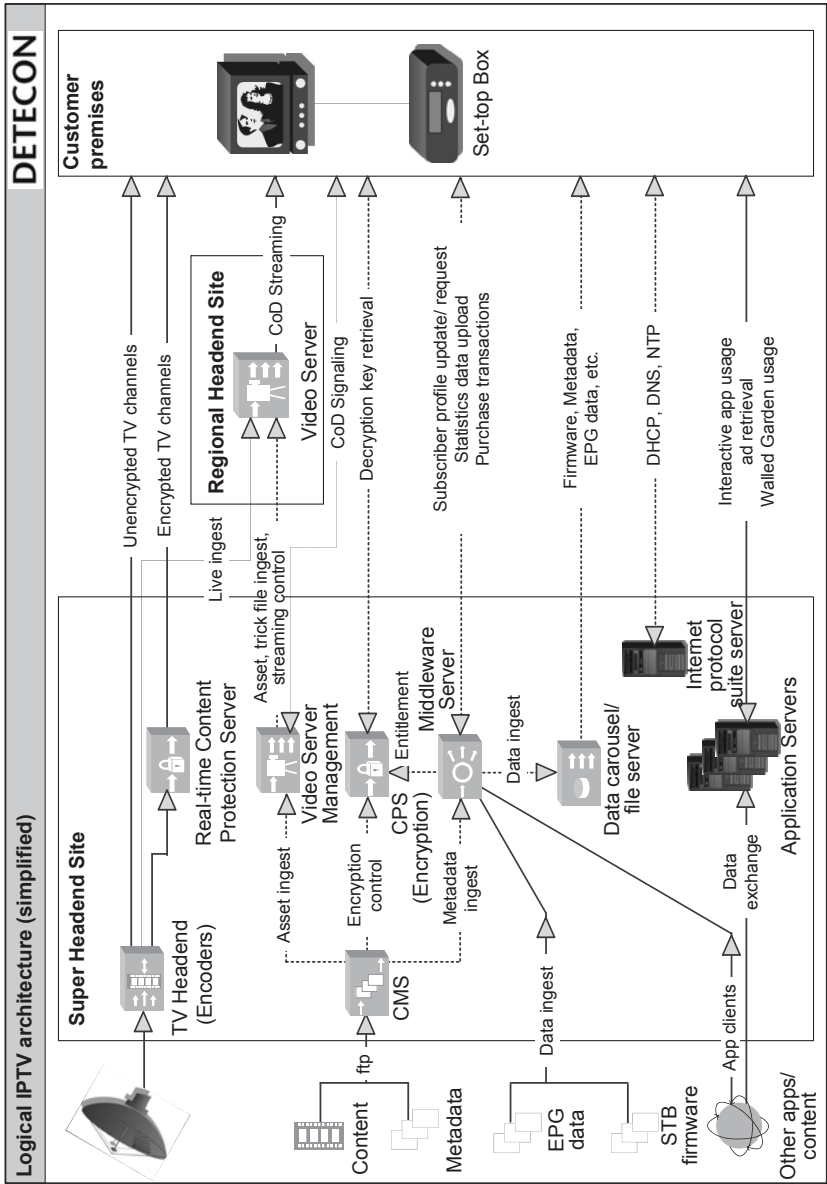 Logical IPTV architecture (simplified)
DETECON
Super Headend Site
Customer
premises
Unencrypted TV channels
Encrypted TV channels
TV Headend
(Encoders)
Real-time Content
Protection Server
Live ingest
Regional Headend Site
Video Server
CoD Streaming
CoD Signaling
Asset, trick file ingest,
streaming control
Video Server
Management
Asset ingest
Content
Metadata
ftp
CMS
Encryption
control
CPS
(Encryption)
Entitlement
Decryption key retrieval
Set-top Box
Metadata
ingest
Middleware
Server
Subscriber profile update/ request
Statistics data upload
Purchase transactions
Data ingest
Data carousel/
file server
Firmware, Metadata,
EPG data, etc.
EPG
data
STB
firmware
Data ingest
Internet
protocol
suite server
DHCP, DNS, NTP
App clients
Other apps/
content
Data
exchange
Application Servers
Interactive app usage
ad retrieval
Walled Garden usage